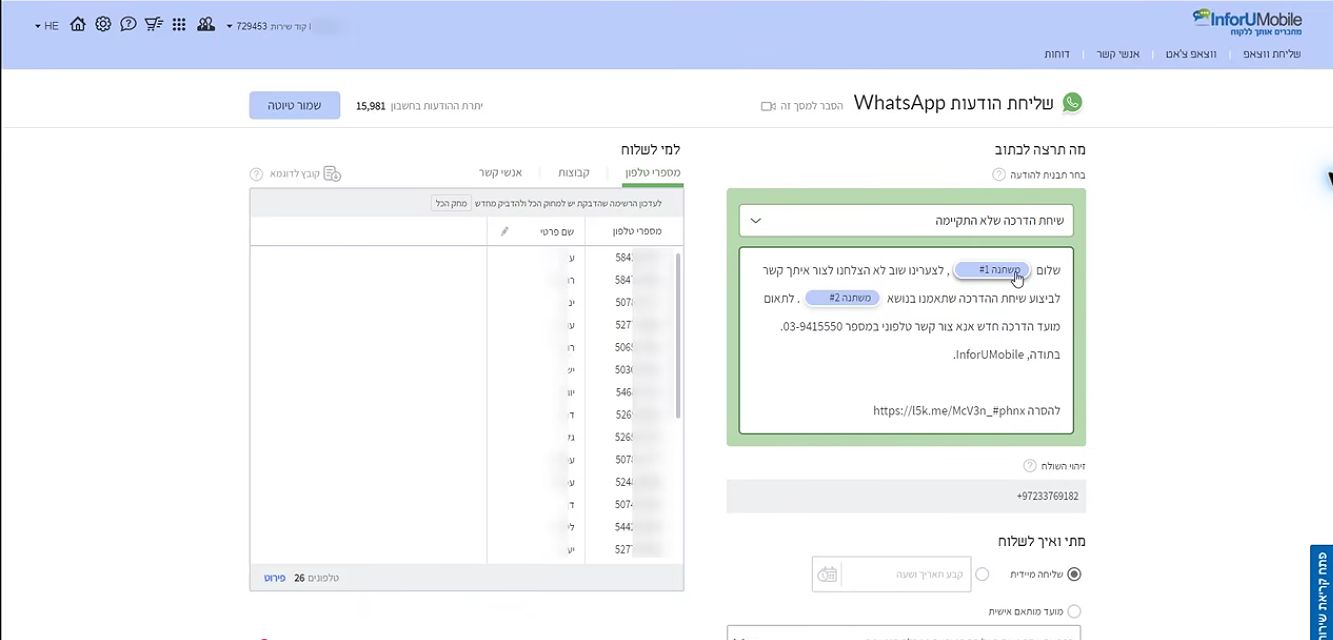 InforUMobile
מחברים אותך ללקוח
קוד שירות 729453
HE
שליחת ווצאפ
ווצאפ צ'אט
אנשי קשר
דוחות
שליחת הודעות WhatsApp
הסבר למסך זה
יתרת ההודעות בחשבון 15,981
שמור טיוטה
מה תרצה לכתוב
בחר תבנית להודעה
שיחת הדרכה שלא התקיימה
שלום משתנה 1# , לצערינו שוב לא הצלחנו לצור איתך קשר
לביצוע שיחת ההדרכה שתאמנו בנושא משתנה 2# . לתאום
מועד הדרכה חדש אנא צור קשר טלפוני במספר 03-9415550.
בתודה, InforUMobile.
להסרה https://l5k.me/McV3n_#phnx
זיהוי השולח
+97233769182
מתי ואיך לשלוח
שליחה מיידית
קבע תאריך ושעה
מועד מותאם אישית
למי לשלוח
מספרי טלפון
קבוצות
אנשי קשר
קובץ לדוגמא
לעדכון הרשימה שהדבקת יש למחוק הכל ולהדביק מחדש
מחק הכל
מספרי טלפון
שם פרטי
טלפונים 26
פירוט